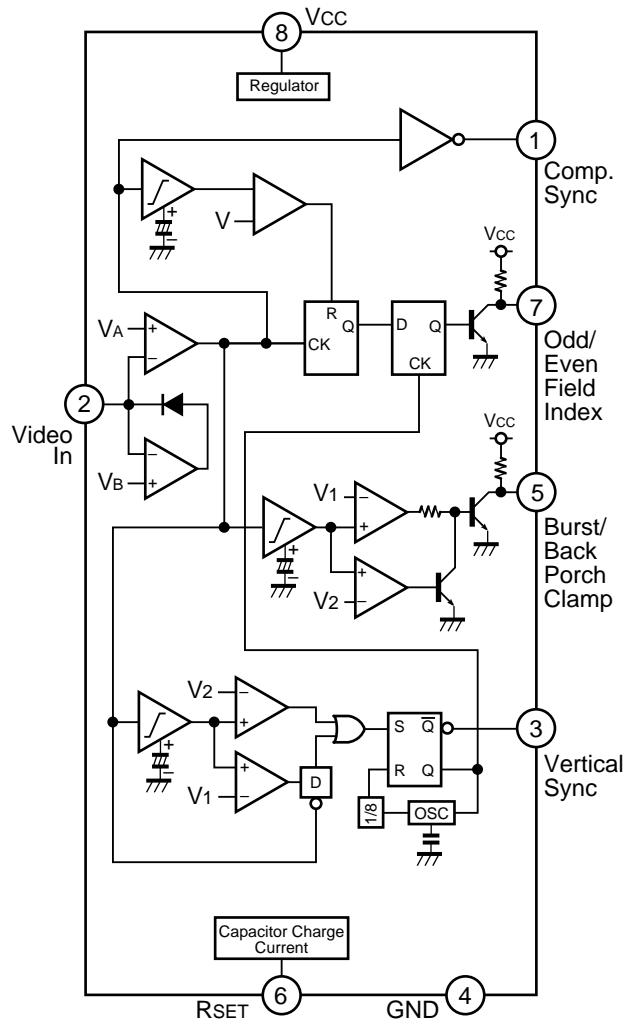 8
VCC
Regulator
1
Comp.
Sync
+
−
V
VCC
R
Q
D
Q
7
CK
CK
Odd/
Even
Field
Index
VA
+
−
2
Video
In
−
VB
+
VCC
V1
−
+
5
Burst/
Back
Porch
Clamp
+
−
+
V2
−
V2
−
+
S
Q
3
Vertical
Sync
+
−
+
V1
−
D
R
Q
1/8
OSC
Capacitor Charge
Current
RSET
6
GND
4